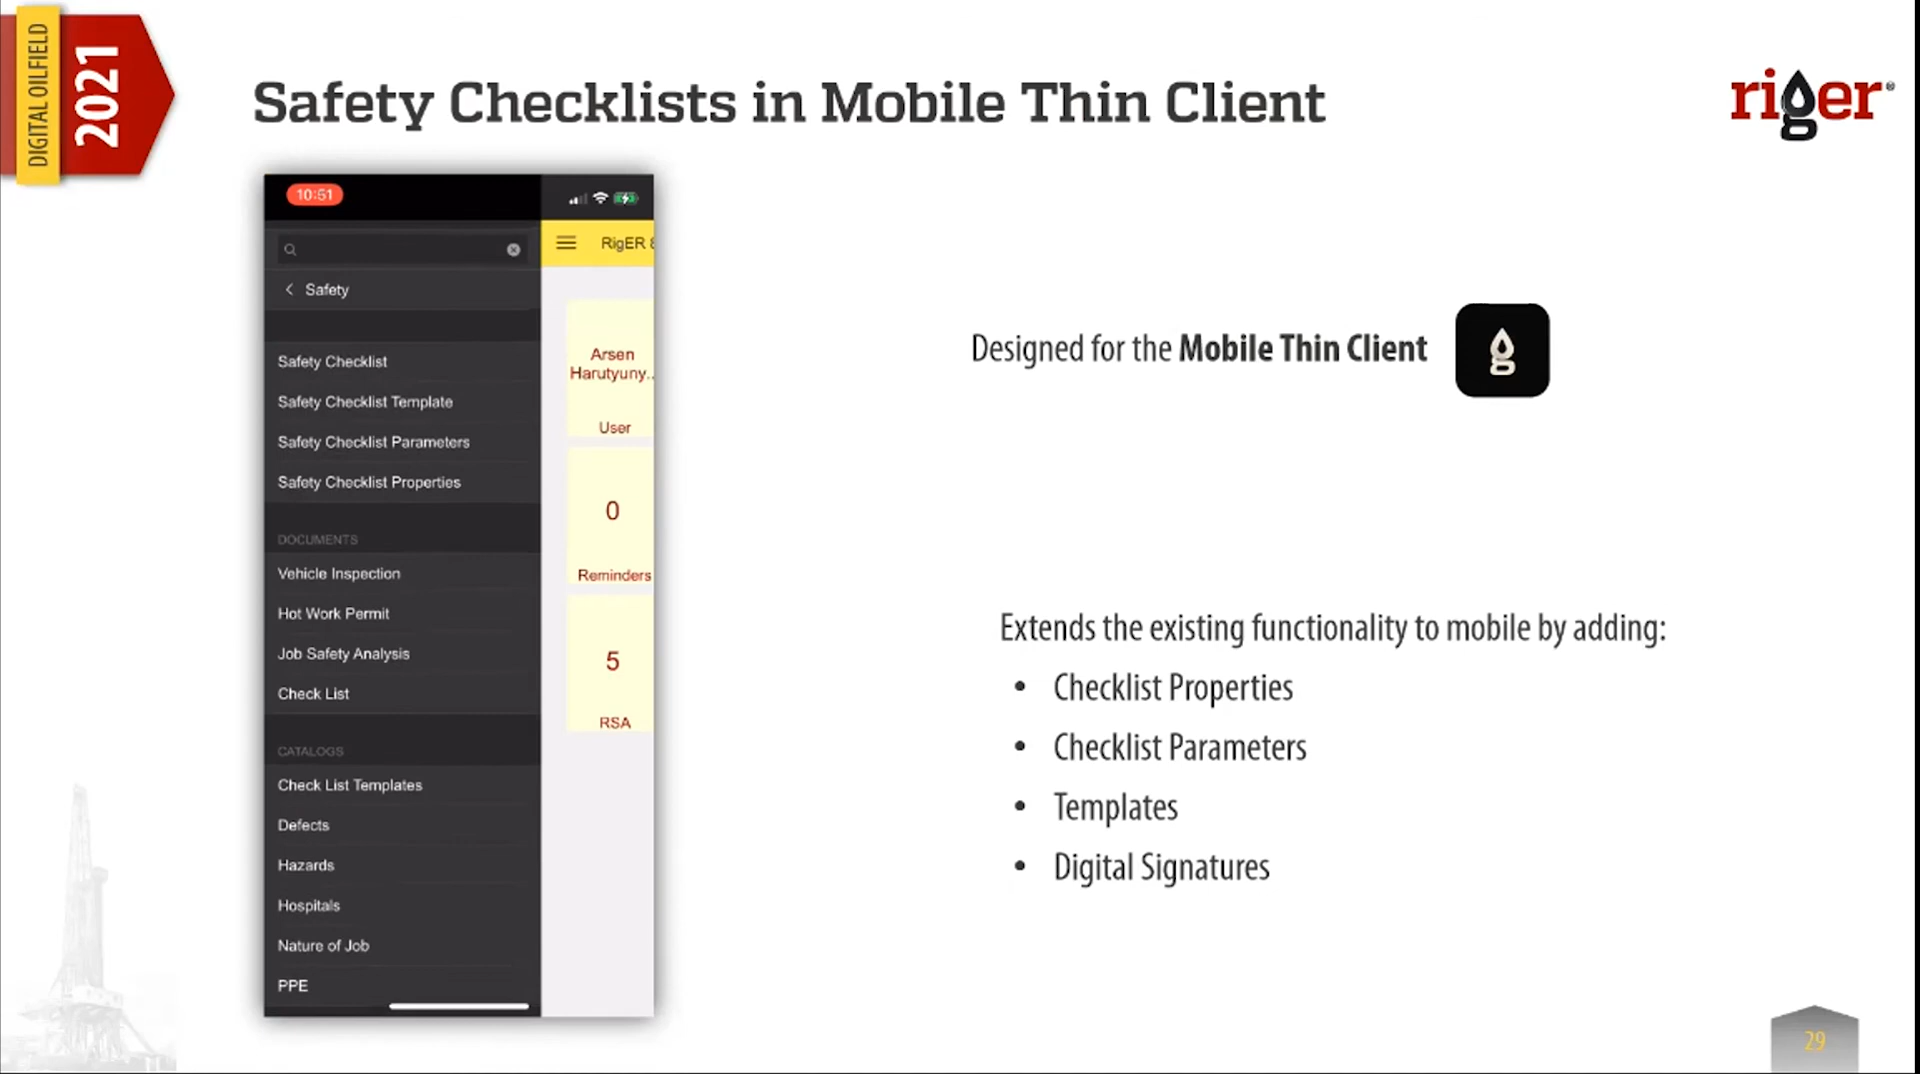 DIGITAL OILFIELD
2021
Safety Checklists in Mobile Thin Client
riger®
10:51
RigER 8
Safety
Arsen
Harutyuny..
User
Safety Checklist
Safety Checklist Template
Safety Checklist Parameters
Safety Checklist Properties
0
Reminders
DOCUMENTS
Vehicle Inspection
Hot Work Permit
Job Safety Analysis
Check List
5
RSA
CATALOGS
Check List Templates
Defects
Hazards
Hospitals
Nature of Job
PPE
Designed for the Mobile Thin Client
Extends the existing functionality to mobile by adding:
• Checklist Properties
• Checklist Parameters
• Templates
• Digital Signatures
29